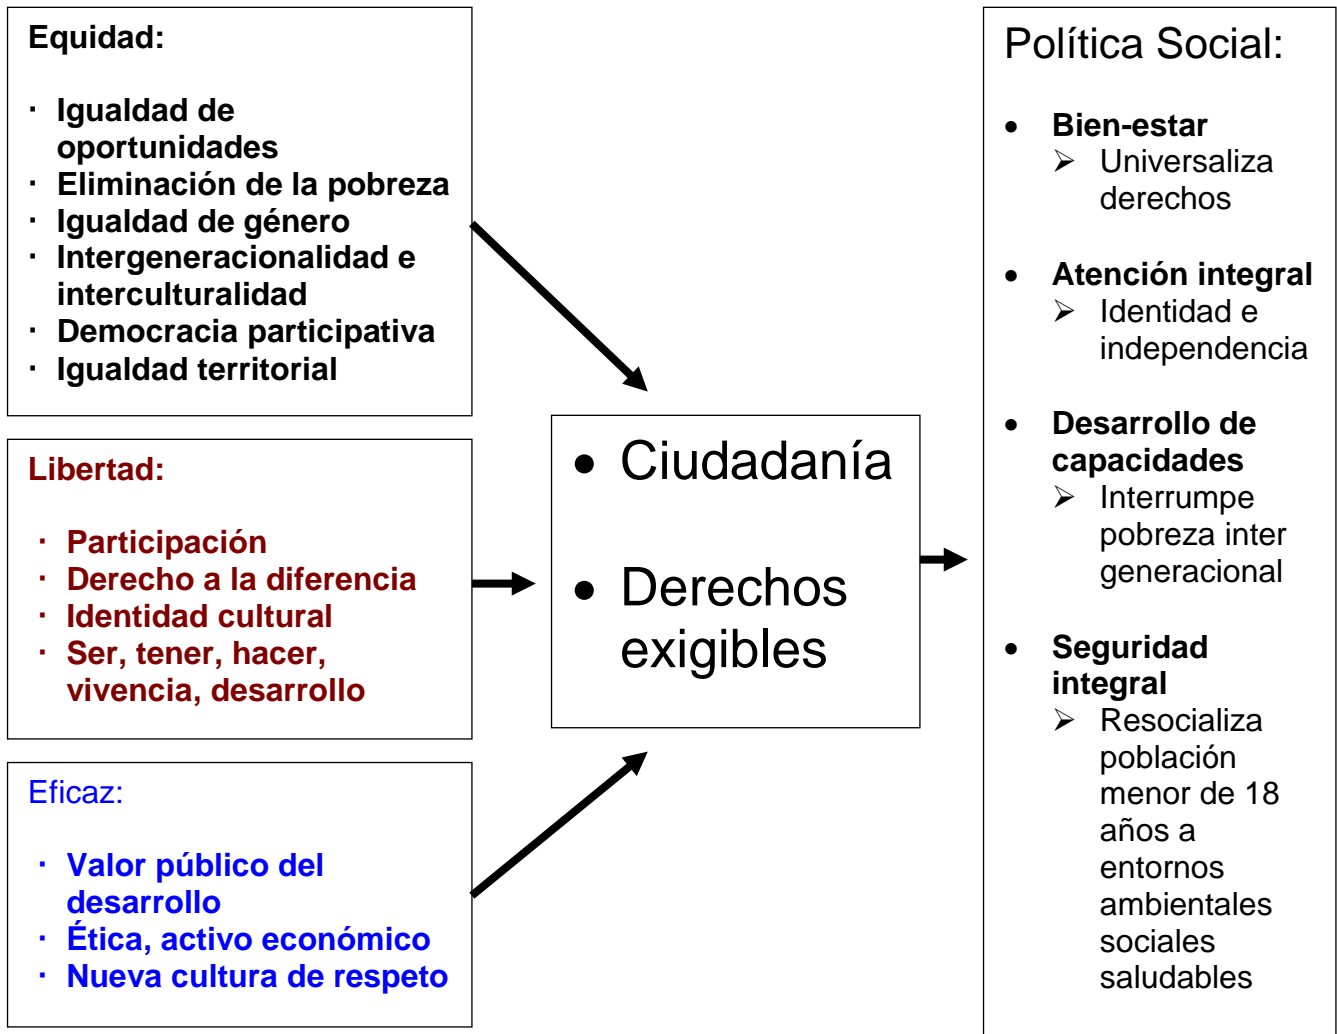 Equidad:
· Igualdad de
oportunidades
· Eliminación de la pobreza
· Igualdad de género
· Intergeneracionalidad e
interculturalidad
· Democracia participativa
· Igualdad territorial
Libertad:
· Participación
· Derecho a la diferencia
· Identidad cultural
· Ser, tener, hacer,
vivencia, desarrollo
Eficaz:
· Valor público del
desarrollo
· Ética, activo económico
· Nueva cultura de respeto
• Ciudadanía
• Derechos
exigibles
Política Social:
• Bien-estar
➢ Universaliza
derechos
• Atención integral
➢ Identidad e
independencia
• Desarrollo de
capacidades
➢ Interrumpe
pobreza inter
generacional
• Seguridad
integral
➢ Resocializa
población
menor de 18
años a
entornos
ambientales
sociales
saludables